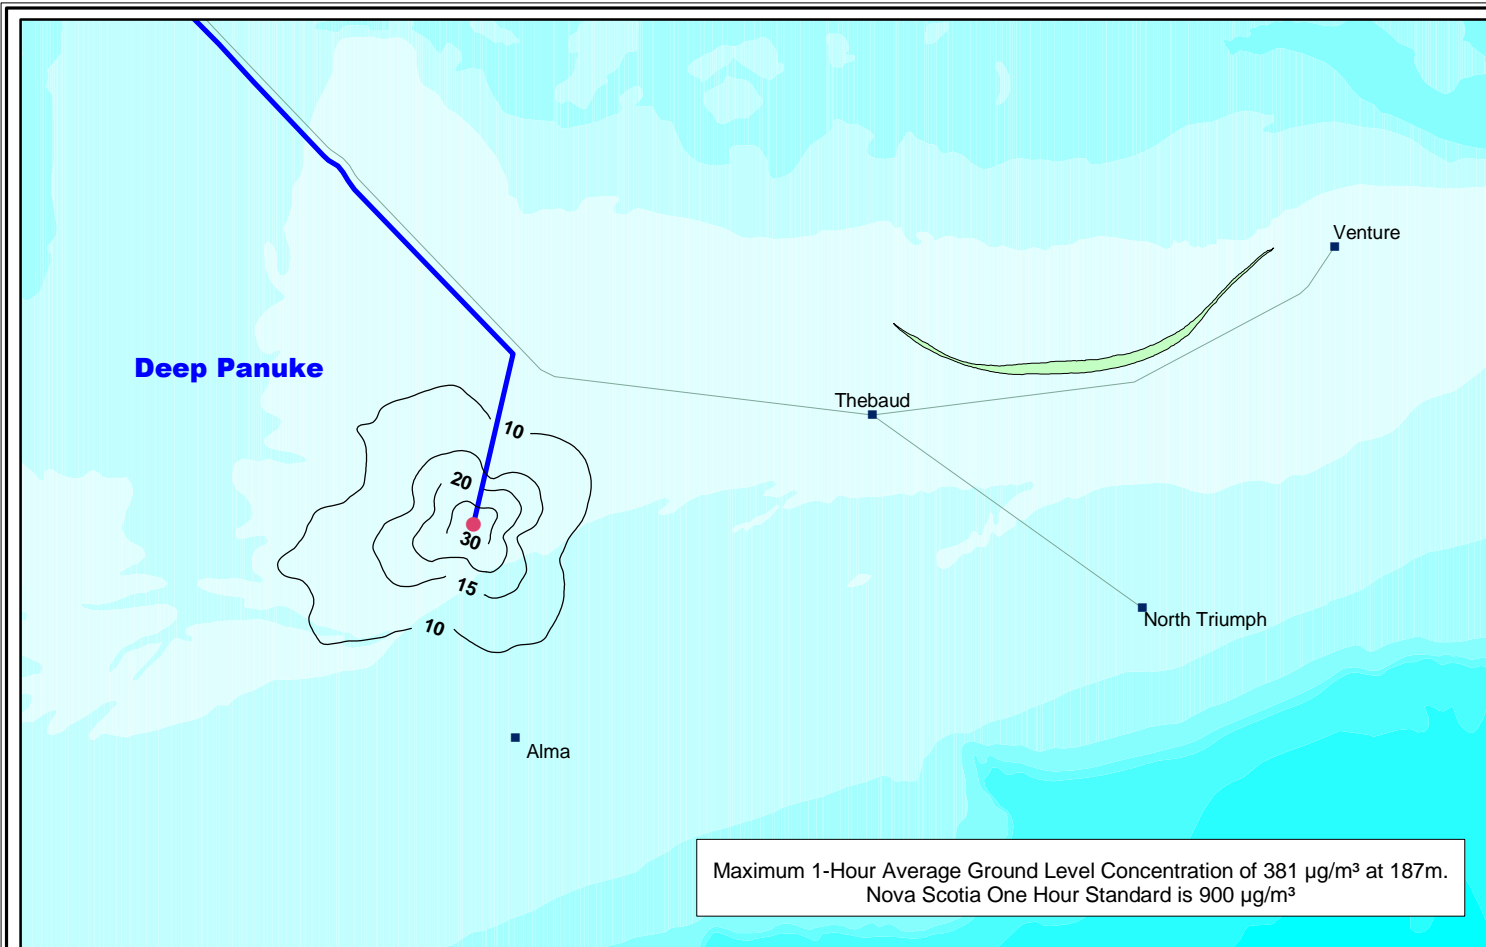 Venture
Deep Panuke
Thebaud
10
20
30
15
North Triumph
10
Alma
Maximum 1-Hour Average Ground Level Concentration of 381 µg/m³ at 187m.
Nova Scotia One Hour Standard is 900 µg/m³